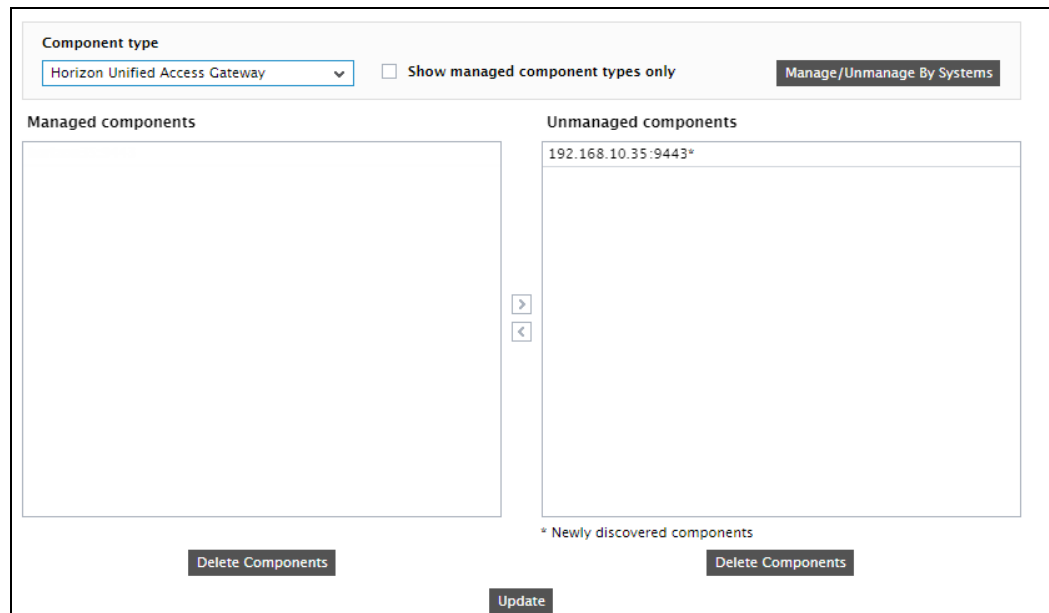 Component type
Horizon Unified Access Gateway
Show managed component types only
Manage/Unmanage By Systems
Managed components
Unmanaged components
192.168.10.35:9443*
* Newly discovered components
Delete Components
Delete Components
Update